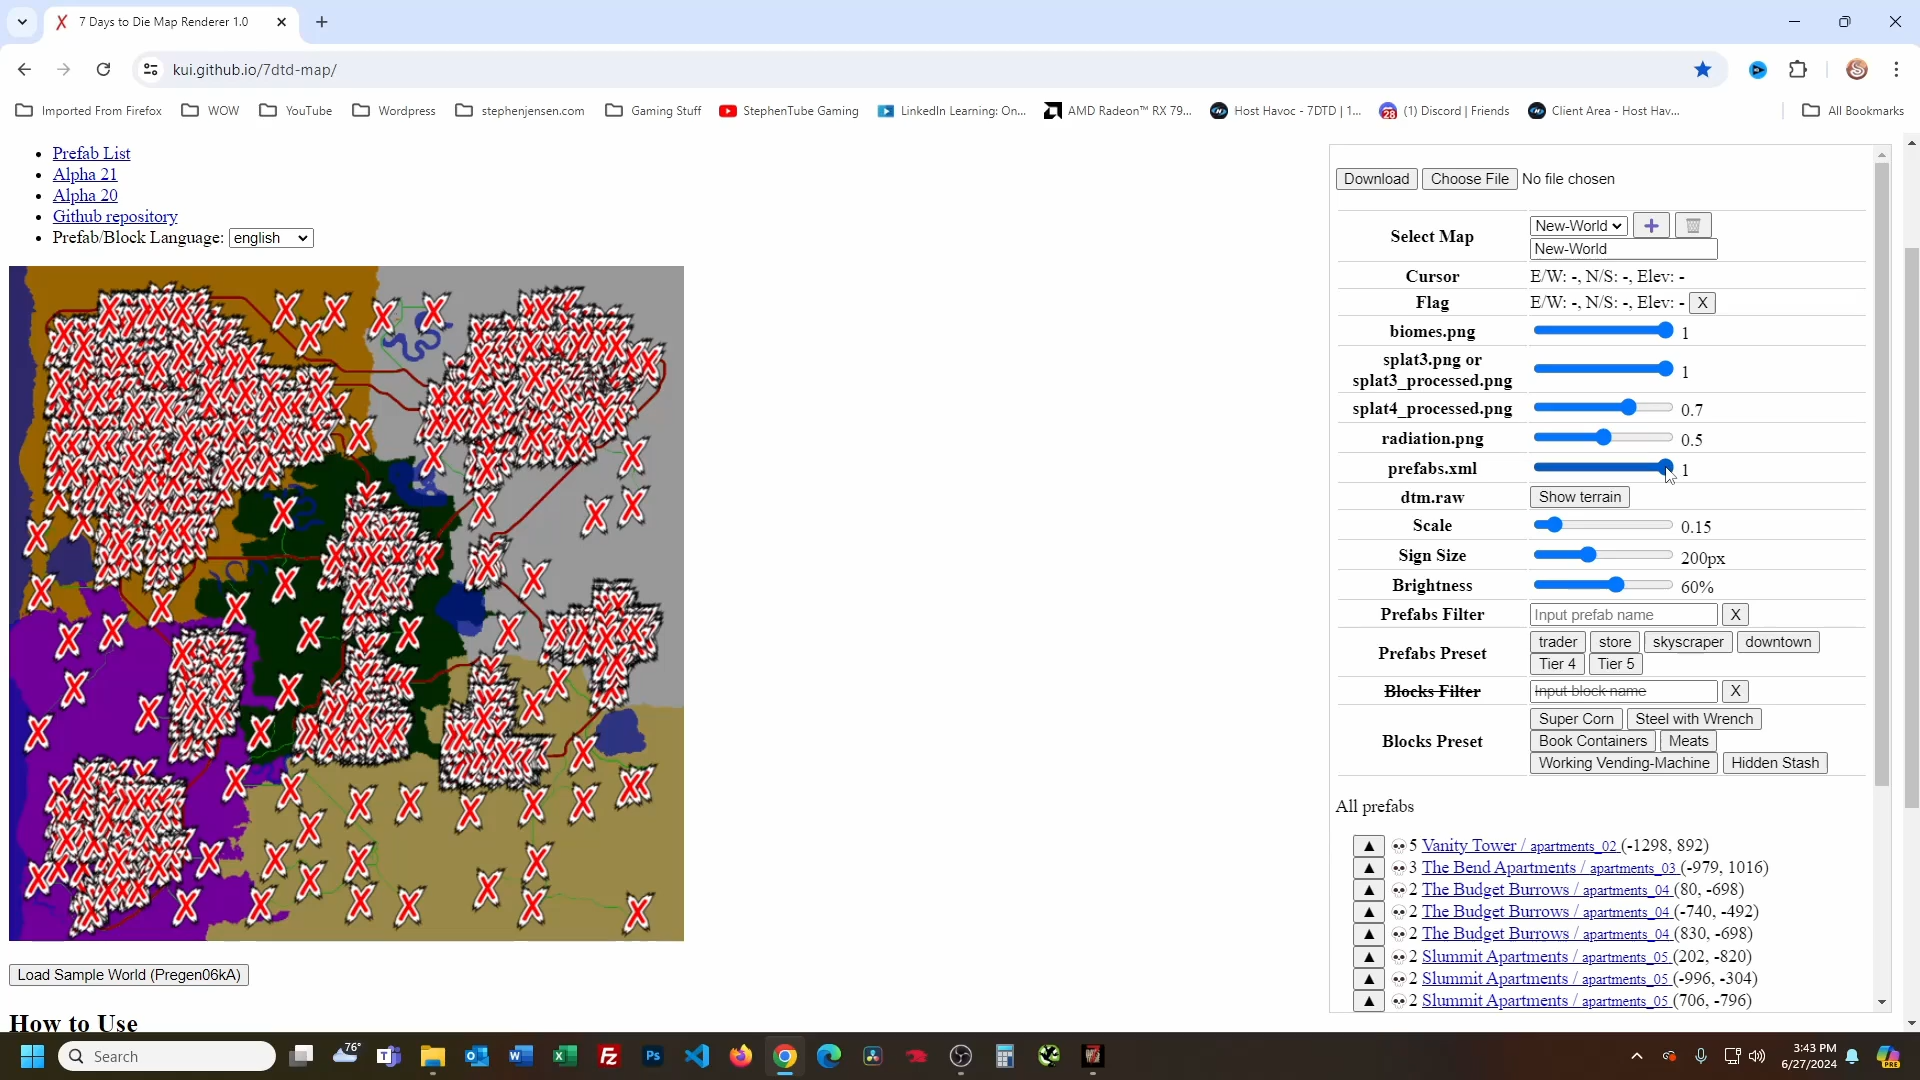 7 Days to Die Map Renderer 1.0
kui.github.io/7dtd-map/
Imported From Firefox
WOW
YouTube
Wordpress
stephenjensen.com
Gaming Stuff
StephenTube Gaming
LinkedIn Learning: On...
AMD Radeon™ RX 79...
Host Havoc - 7DTD | 1...
28
(1) Discord | Friends
Client Area - Host Hav...
All Bookmarks
Prefab List
Alpha 21
Alpha 20
Github repository
Prefab/Block Language: english
Load Sample World (Pregen06kA)
How to Use
Download Choose File No file chosen
Select Map New-World
New-World
Cursor E/W: -, N/S: -, Elev: -
Flag E/W: -, N/S: -, Elev: - X
biomes.png 1
splat3.png or
splat3_processed.png 1
splat4_processed.png 0.7
radiation.png 0.5
prefabs.xml 1
dtm.raw Show terrain
Scale 0.15
Sign Size 200px
Brightness 60%
Prefabs Filter Input prefab name X
Prefabs Preset trader store skyscraper downtown
Tier 4 Tier 5
Blocks Filter Input block name X
Blocks Preset Super Corn Steel with Wrench
Book Containers Meats
Working Vending-Machine Hidden Stash
All prefabs
▲ 💀5 Vanity Tower / apartments_02 (-1298, 892)
▲ 💀3 The Bend Apartments / apartments_03 (-979, 1016)
▲ 💀2 The Budget Burrows / apartments_04 (80, -698)
▲ 💀2 The Budget Burrows / apartments_04 (-740, -492)
▲ 💀2 The Budget Burrows / apartments_04 (830, -698)
▲ 💀2 Slummit Apartments / apartments_05 (202, -820)
▲ 💀2 Slummit Apartments / apartments_05 (-996, -304)
▲ 💀2 Slummit Apartments / apartments_05 (706, -796)
Search
76°
3:43 PM
6/27/2024
PRE